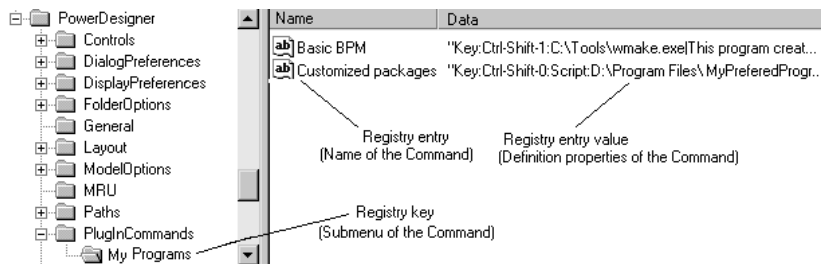 PowerDesigner
Controls
DialogPreferences
DisplayPreferences
FolderOptions
General
Layout
ModelOptions
MRU
Paths
PlugInCommands
My Programs
Name Data
ab Basic BPM "Key:Ctrl-Shift-1:C:\Tools\wmake.exe|This program creat...
ab Customized packages "Key:Ctrl-Shift-0:Script:D:\Program Files\ MyPreferedProgr..
Registry entry
(Name of the Command)
Registry entry value
(Definition properties of the Command)
Registry key
(Submenu of the Command)